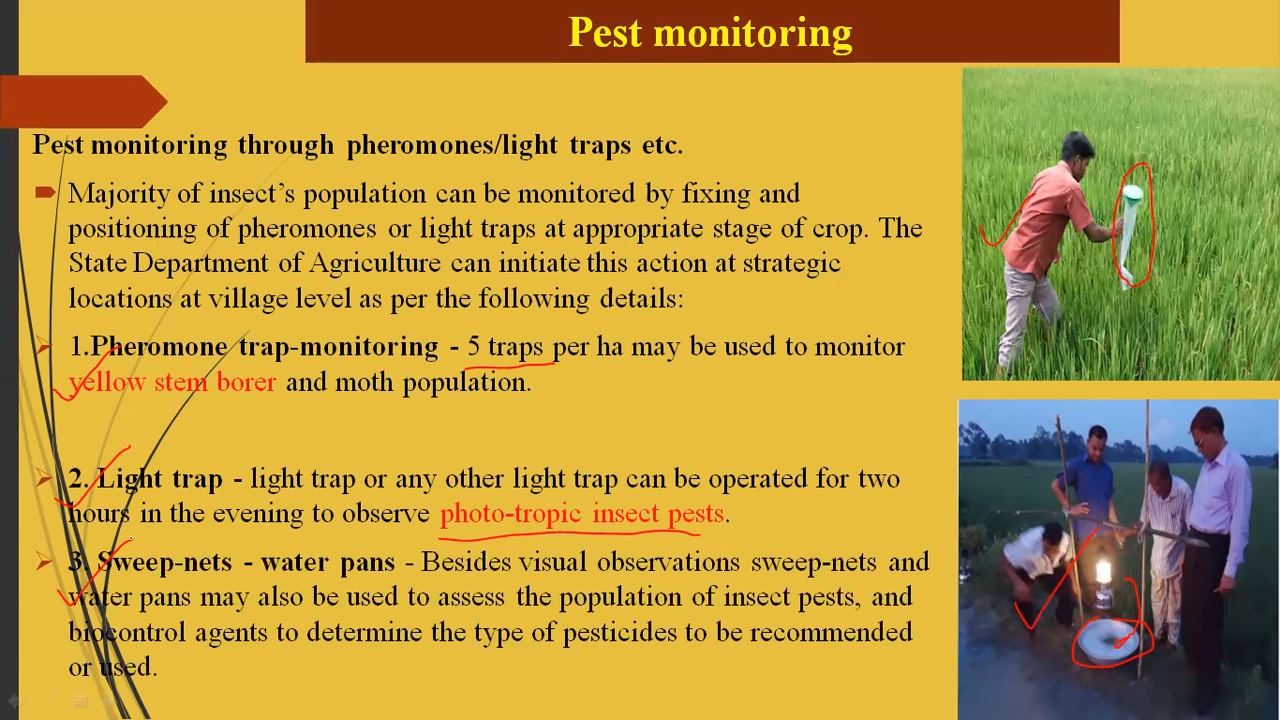 Pest monitoring
Pest monitoring through pheromones/light traps etc.
Majority of insect’s population can be monitored by fixing and
positioning of pheromones or light traps at appropriate stage of crop. The
State Department of Agriculture can initiate this action at strategic
locations at village level as per the following details:
1.Pheromone trap-monitoring - 5 traps per ha may be used to monitor
yellow stem borer and moth population.
2. Light trap - light trap or any other light trap can be operated for two
hours in the evening to observe photo-tropic insect pests.
3. Sweep-nets - water pans - Besides visual observations sweep-nets and
water pans may also be used to assess the population of insect pests, and
biocontrol agents to determine the type of pesticides to be recommended
or used.